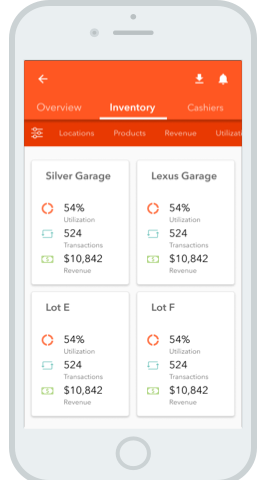 Overview Inventory Cashiers
Locations Products Revenue Utilizati
Silver Garage Lexus Garage
54% 54%
Utilization Utilization
524 524
Transactions Transactions
$10,842 $10,842
Revenue Revenue
Lot E Lot F
54% 54%
Utilization Utilization
524 524
Transactions Transactions
$10,842 $10,842
Revenue Revenue